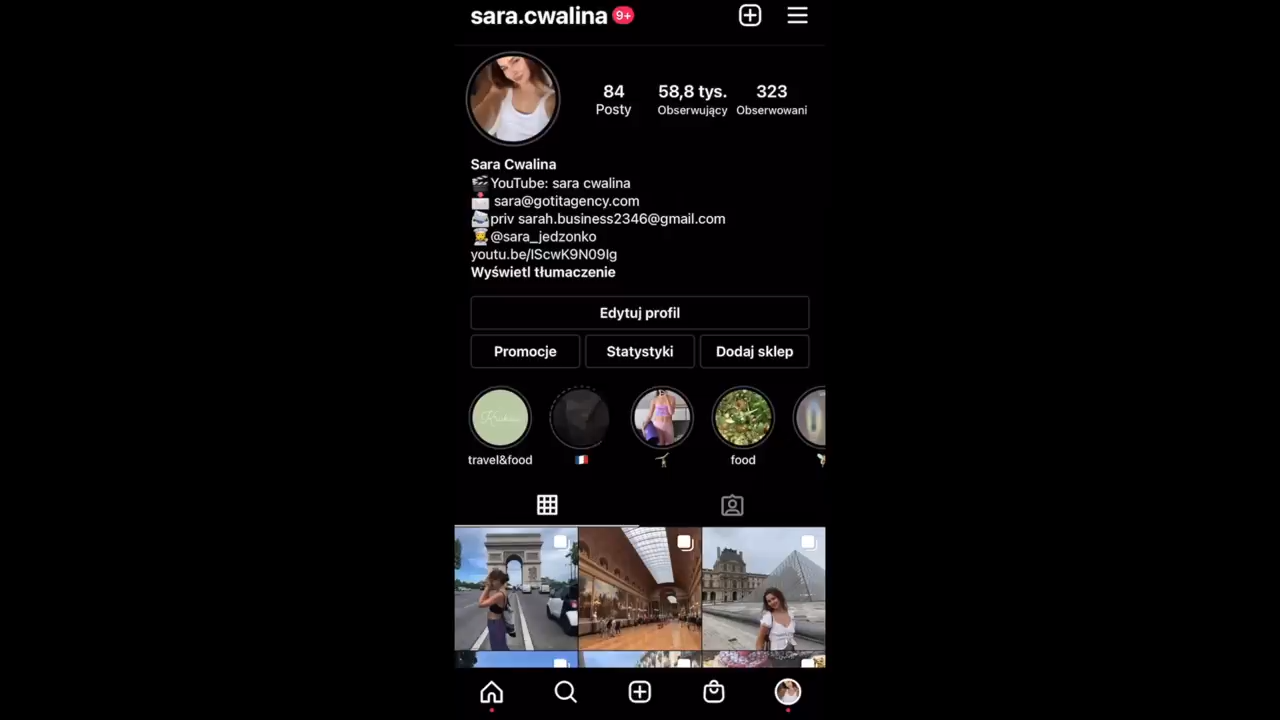 sara.cwalina 9+
84 58,8 tys. 323
Posty Obserwujący Obserwowani
Sara Cwalina
YouTube: sara cwalina
sara@gotitagency.com
priv sarah.business2346@gmail.com
@sara_jedzonko
youtu.be/IScwK9N09Ig
Wyświetl tłumaczenie
Edytuj profil
Promocje Statystyki Dodaj sklep
travel&food food